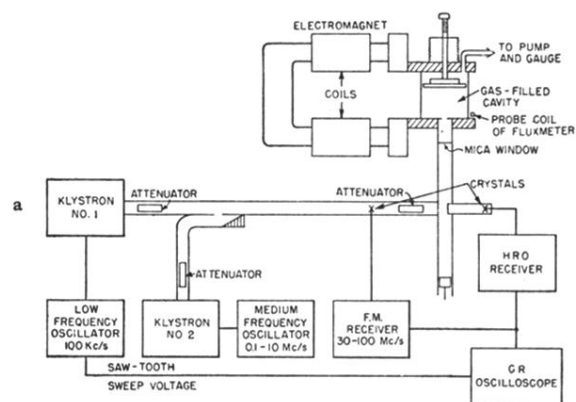 ELECTROMAGNET
TO PUMP
AND GAUGE
COILS
GAS-FILLED
CAVITY
PROBE COIL
OF FLUXMETER
MICA WINDOW
a
KLYSTRON
NO. 1
ATTENUATOR
ATTENUATOR
CRYSTALS
ATTENUATOR
HRO
RECEIVER
LOW
FREQUENCY
OSCILLATOR
100 Kc/s
KLYSTRON
NO 2
MEDIUM
FREQUENCY
OSCILLATOR
0.1-10 Mc/s
F.M.
RECEIVER
30-100 Mc/s
GR
OSCILLOSCOPE
SAW-TOOTH
SWEEP VOLTAGE